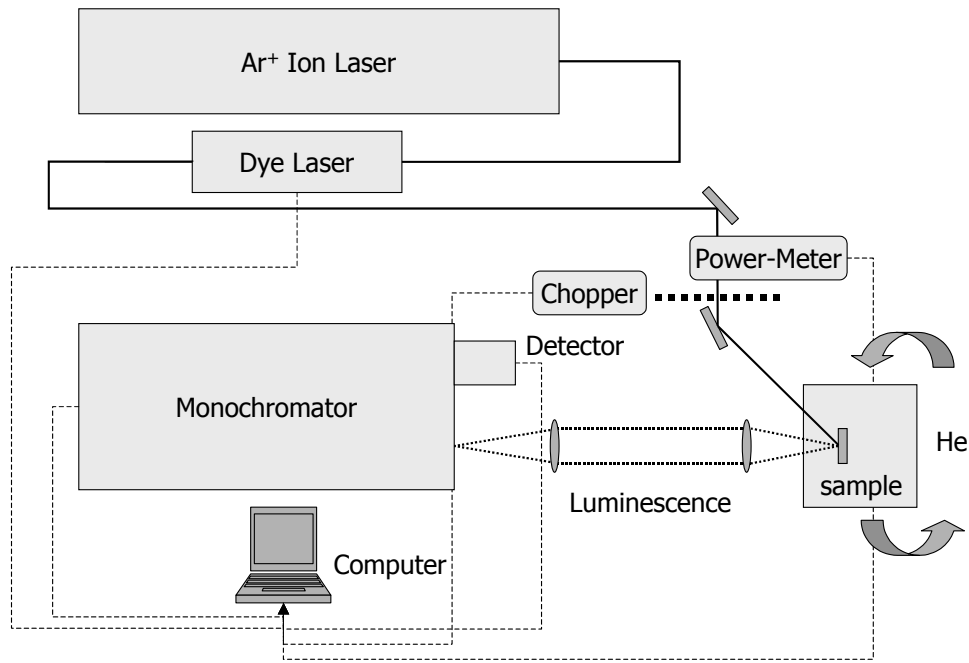 Ar⁺ Ion Laser
Dye Laser
Power-Meter
Chopper
Detector
Monochromator
He
sample
Luminescence
Computer